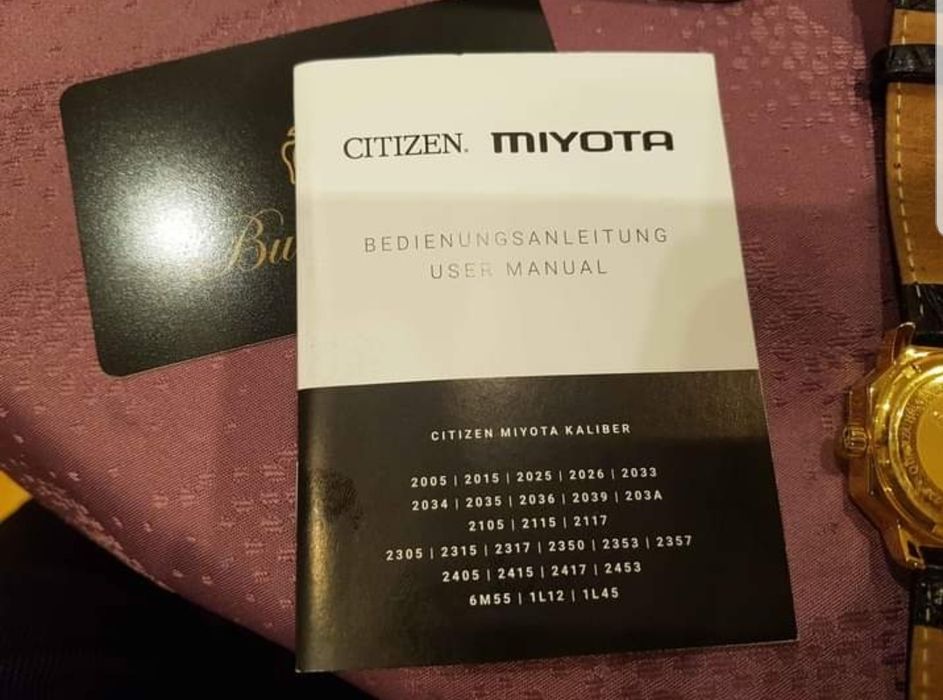 CITIZEN. MIYOTA
BEDIENUNGSANLEITUNG
USER MANUAL
CITIZEN MIYOTA KALIBER
2005 | 2015 | 2025 | 2026 | 2033
2034 | 2035 | 2036 | 2039 | 203A
2105 | 2115 | 2117
2305 | 2315 | 2317 | 2350 | 2353 | 2357
2405 | 2415 | 2417 | 2453
6M55 | 1L12 | 1L45
Bu